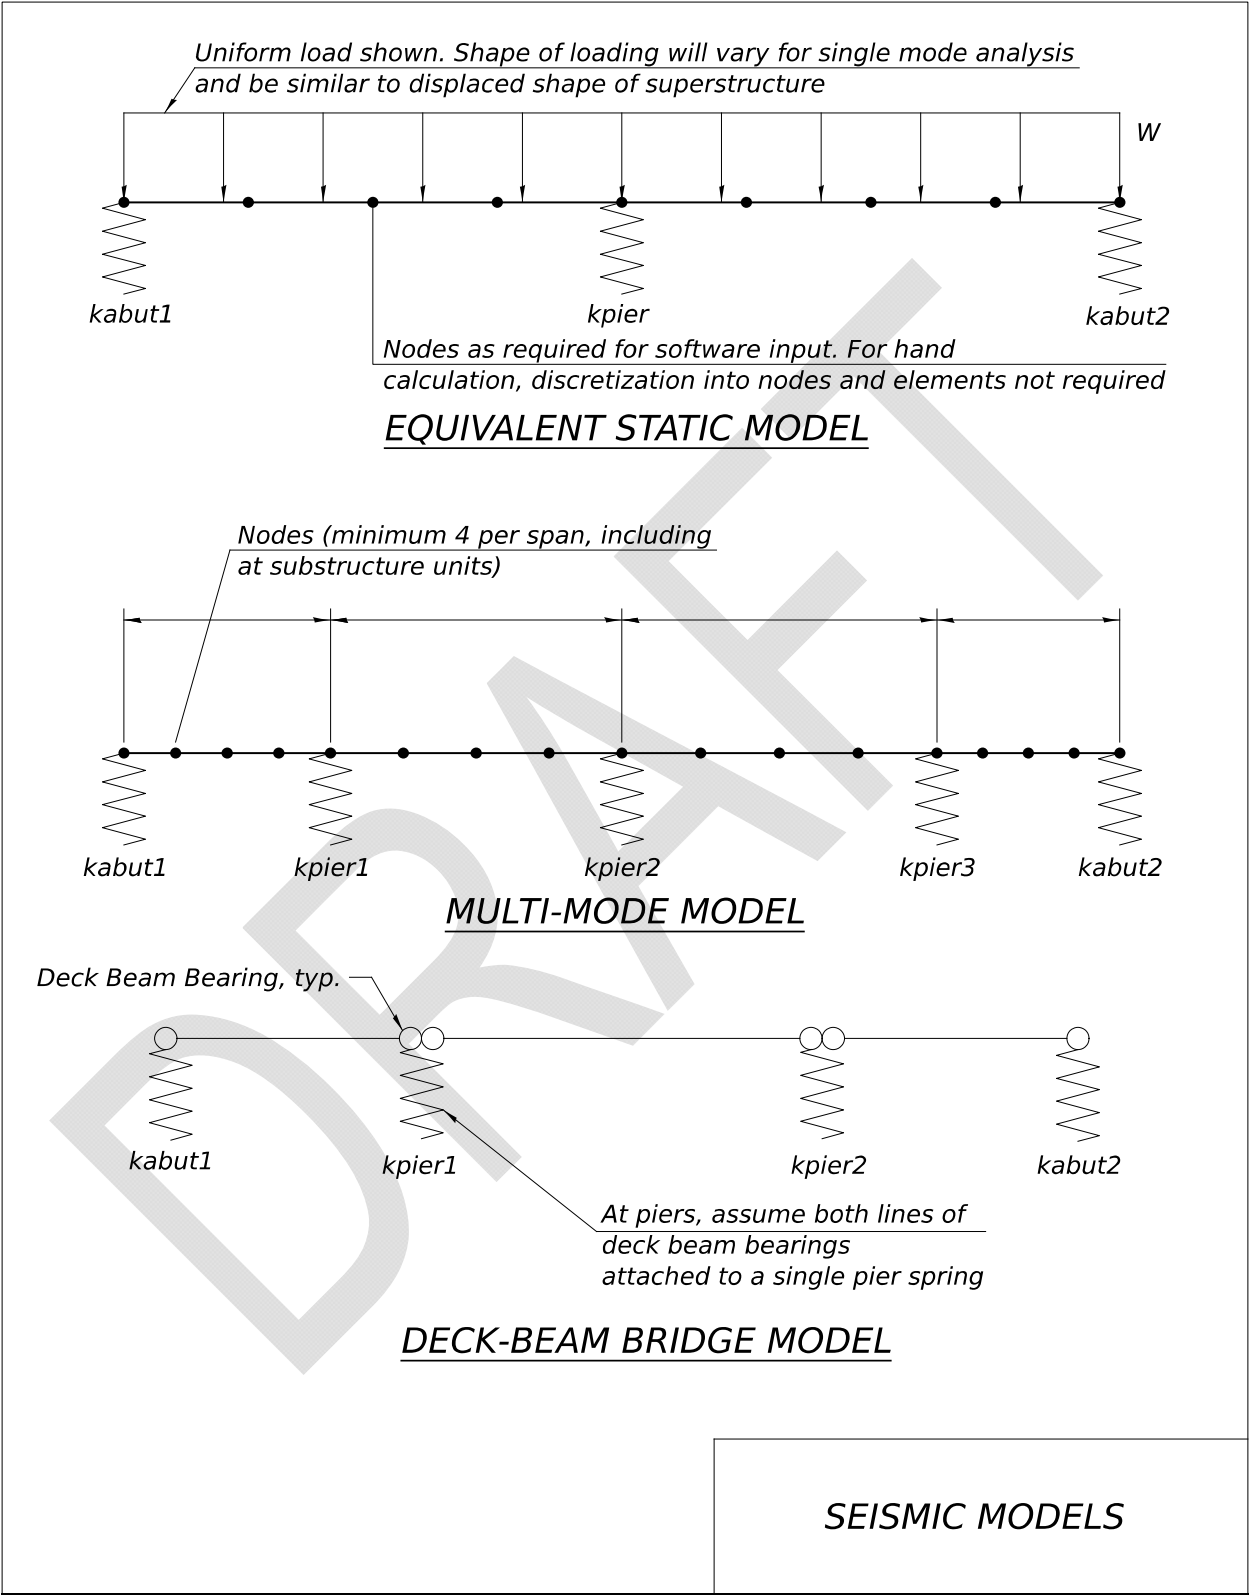 Uniform load shown. Shape of loading will vary for single mode analysis
and be similar to displaced shape of superstructure
W
kabut1
kpier
kabut2
Nodes as required for software input. For hand
calculation, discretization into nodes and elements not required
EQUIVALENT STATIC MODEL
Nodes (minimum 4 per span, including
at substructure units)
kabut1
kpier1
kpier2
kpier3
kabut2
MULTI-MODE MODEL
Deck Beam Bearing, typ.
kabut1
kpier1
kpier2
kabut2
At piers, assume both lines of
deck beam bearings
attached to a single pier spring
DECK-BEAM BRIDGE MODEL
SEISMIC MODELS
DRAFT